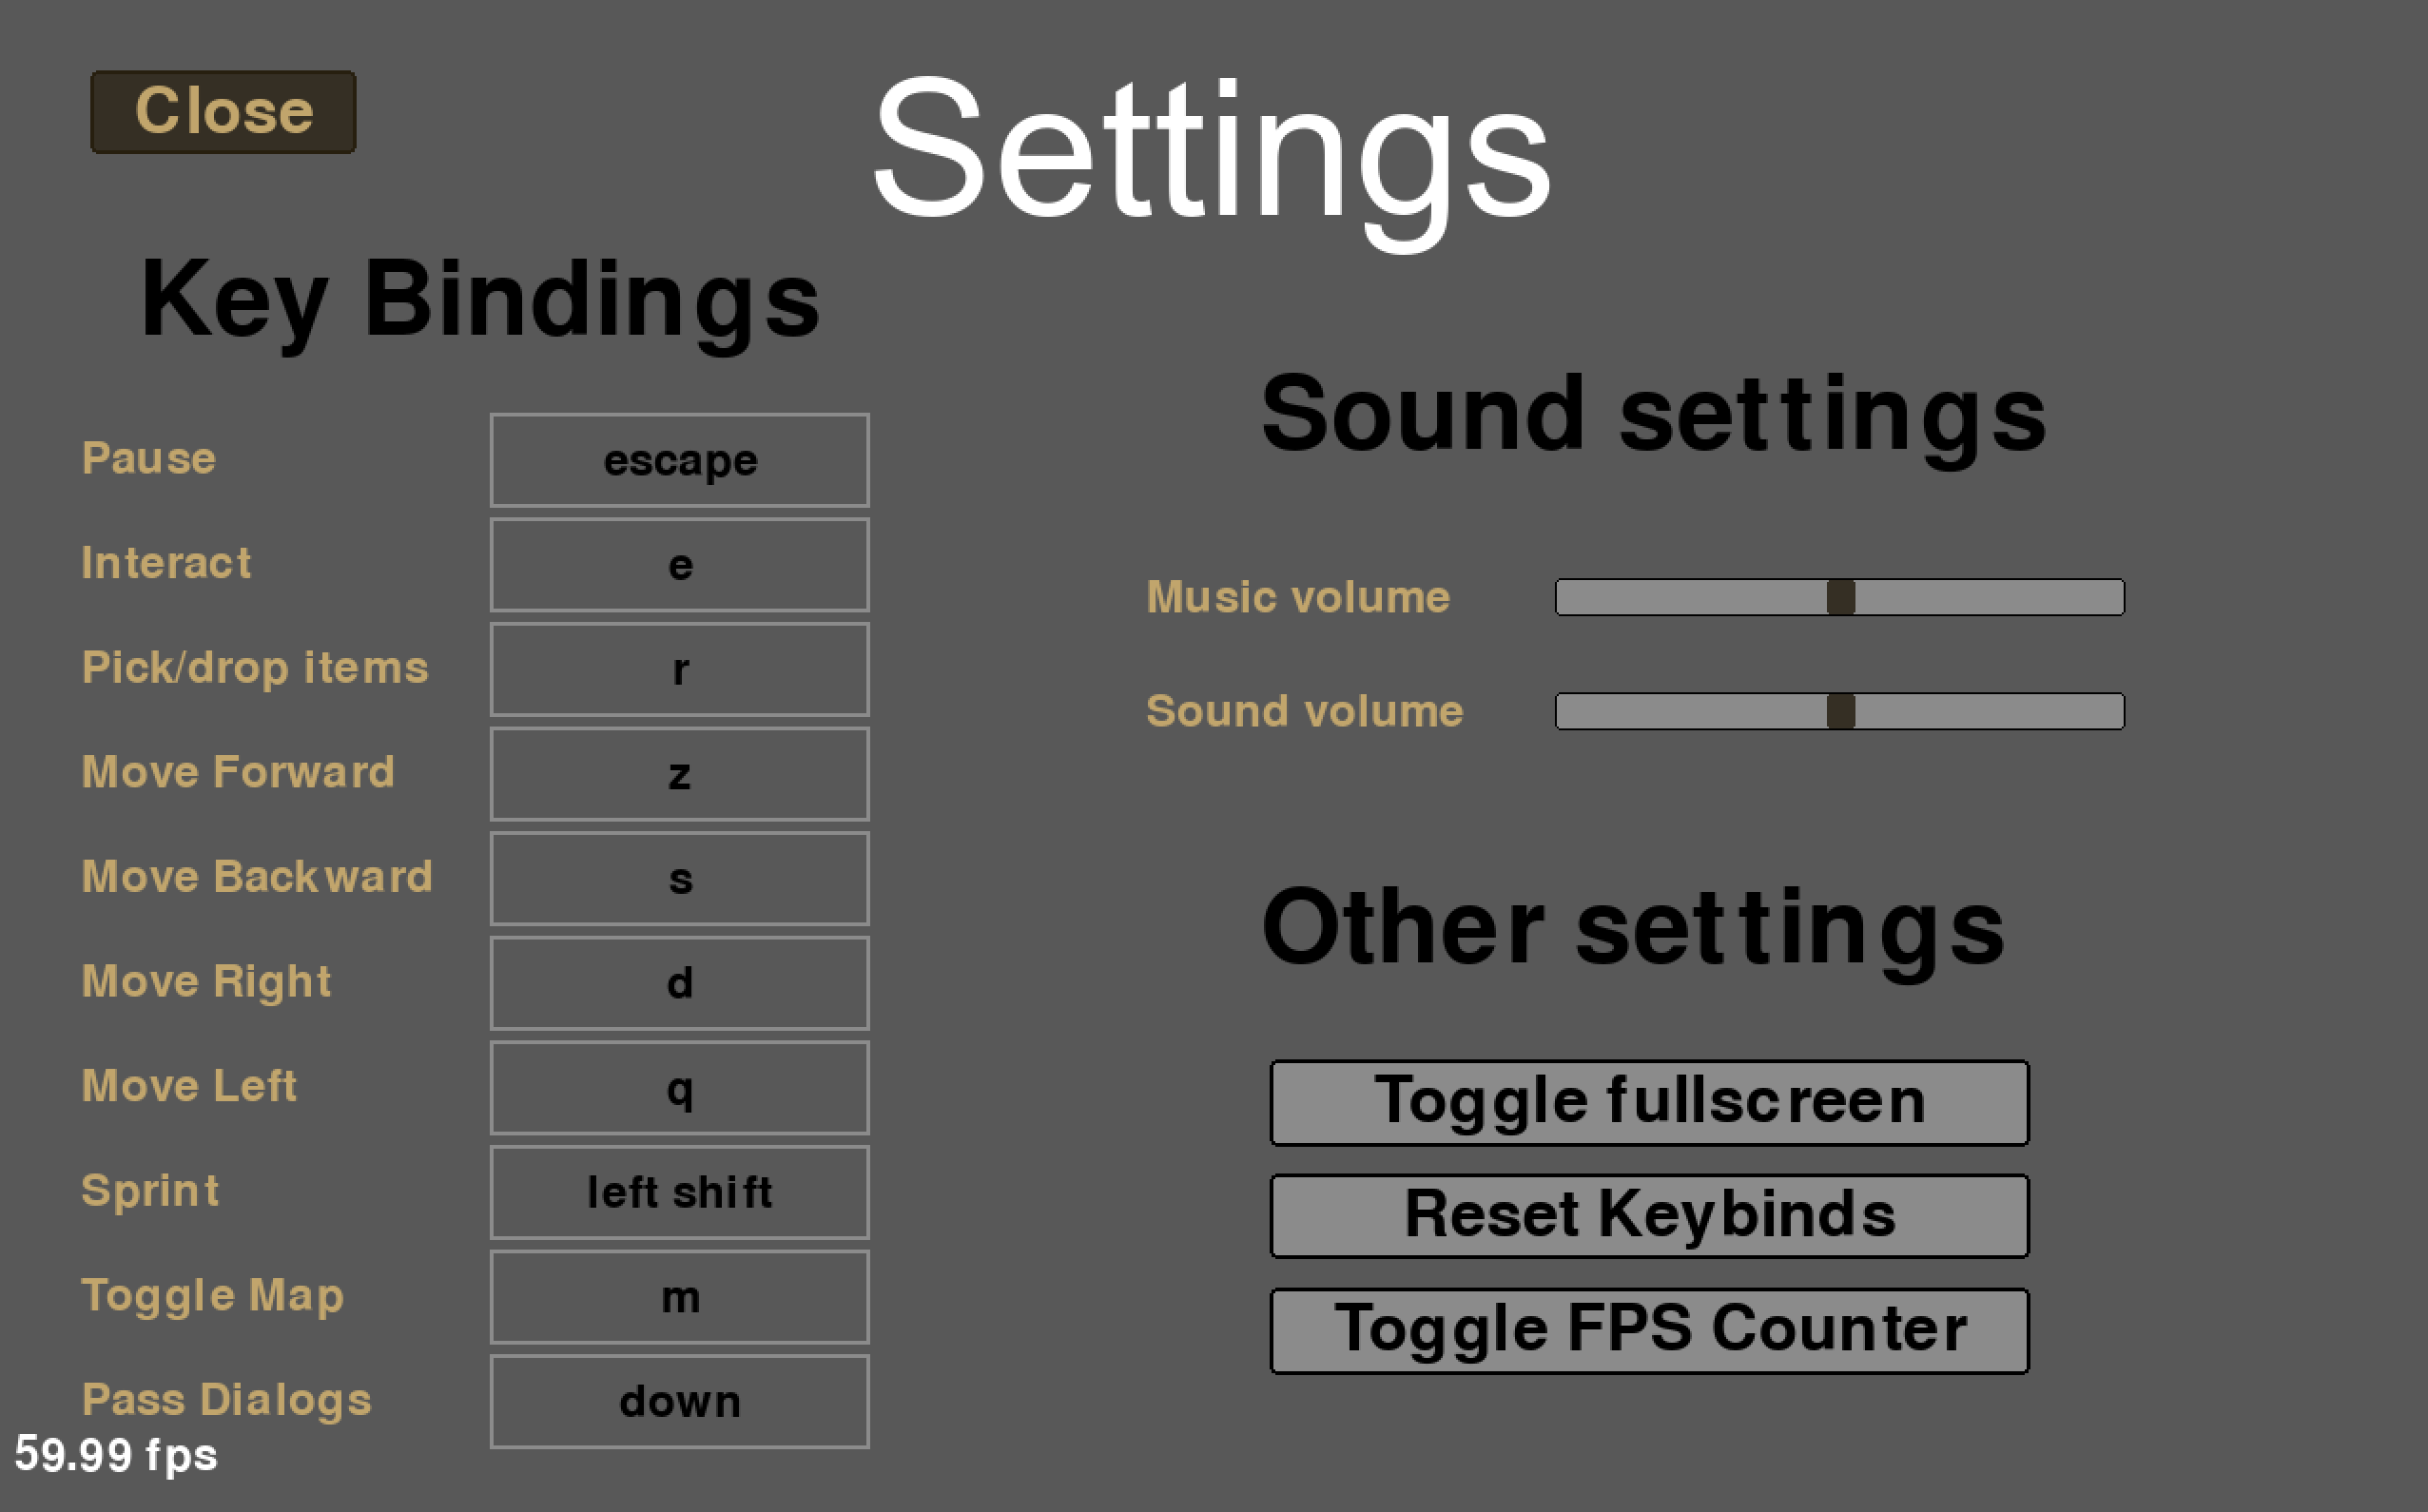 Close
Settings
Key Bindings
Pause escape
Interact e
Pick/drop items r
Move Forward z
Move Backward s
Move Right d
Move Left q
Sprint left shift
Toggle Map m
Pass Dialogs down
59.99 fps
Sound settings
Music volume
Sound volume
Other settings
Toggle fullscreen
Reset Keybinds
Toggle FPS Counter